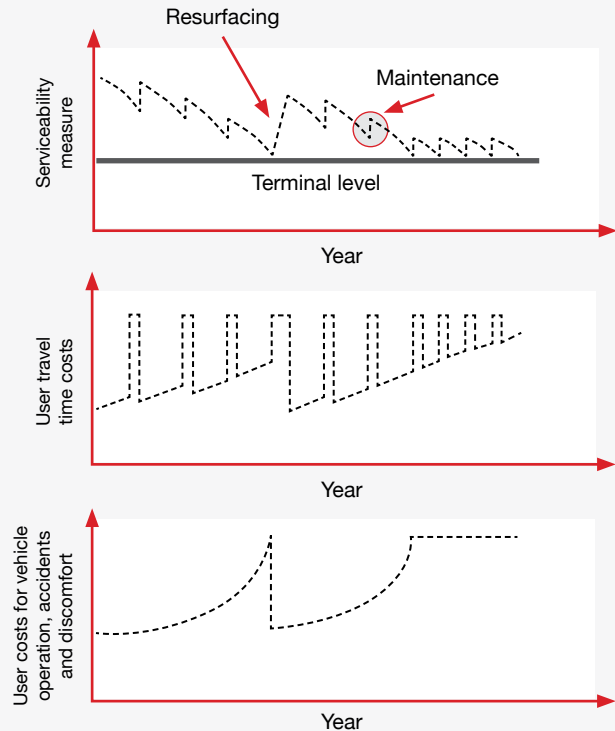 Resurfacing
Maintenance
Serviceability
measure
Terminal level
Year
User travel
time costs
Year
User costs for vehicle
operation, accidents
and discomfort
Year